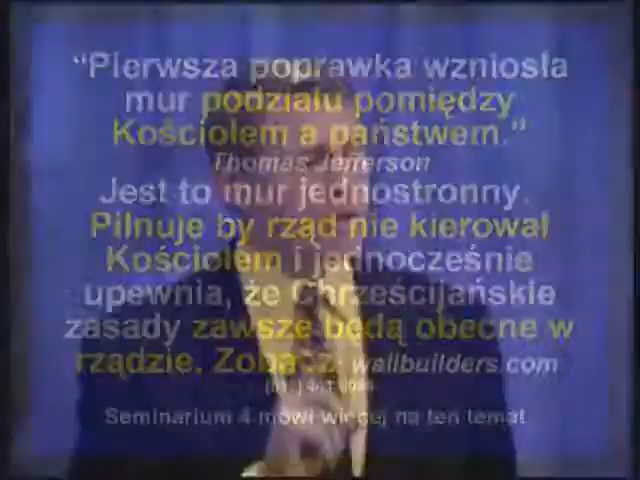 “Pierwsza poprawka wzniosła
mur podziału pomiędzy
Kościołem a państwem.”
Thomas Jefferson
Jest to mur jednostronny.
Pilnuje by rząd nie kierował
Kościołem i jednocześnie
upewnia, że Chrześcijańskie
zasady zawsze będą obecne w
rządzie. Zobacz: wallbuilders.com
Seminarium 4 mówi więcej na ten temat